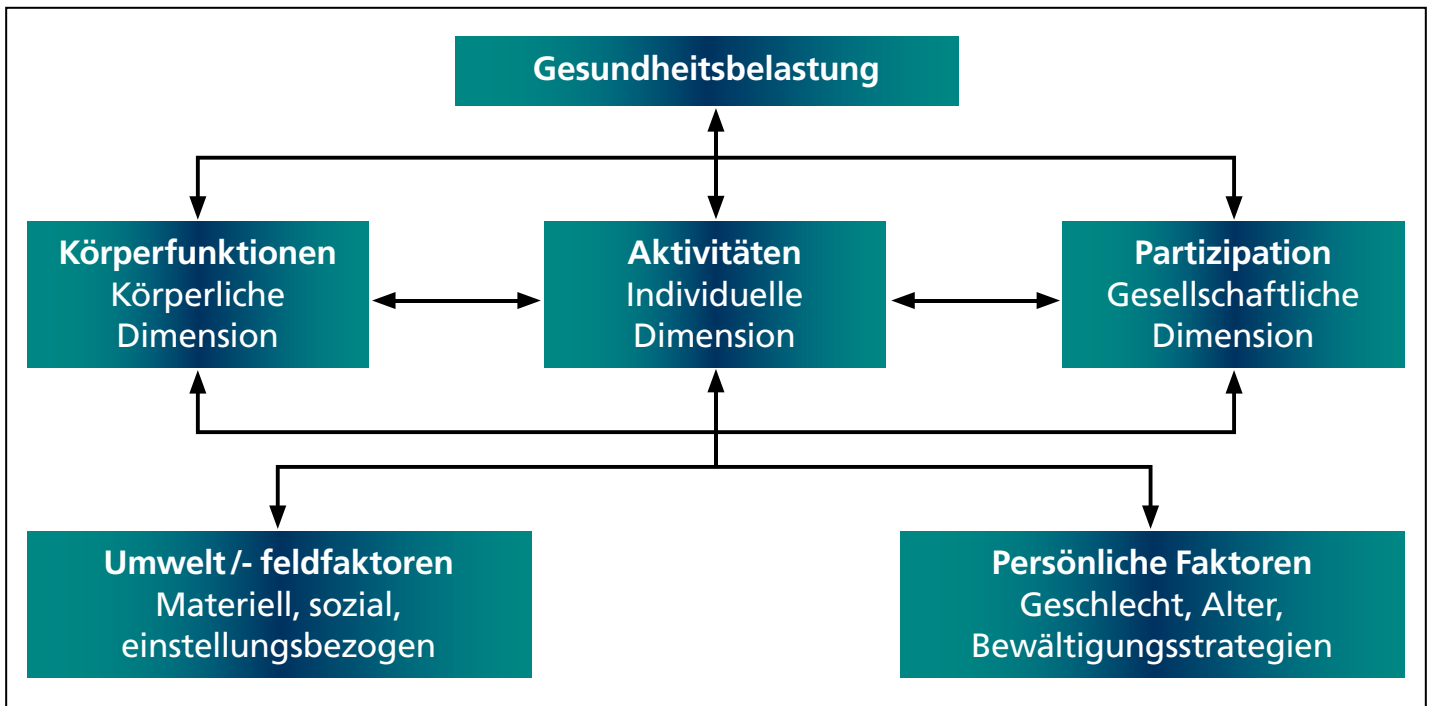 Gesundheitsbelastung
Körperfunktionen
Körperliche
Dimension
Aktivitäten
Individuelle
Dimension
Partizipation
Gesellschaftliche
Dimension
Umwelt/- feldfaktoren
Materiell, sozial,
einstellungsbezogen
Persönliche Faktoren
Geschlecht, Alter,
Bewältigungsstrategien